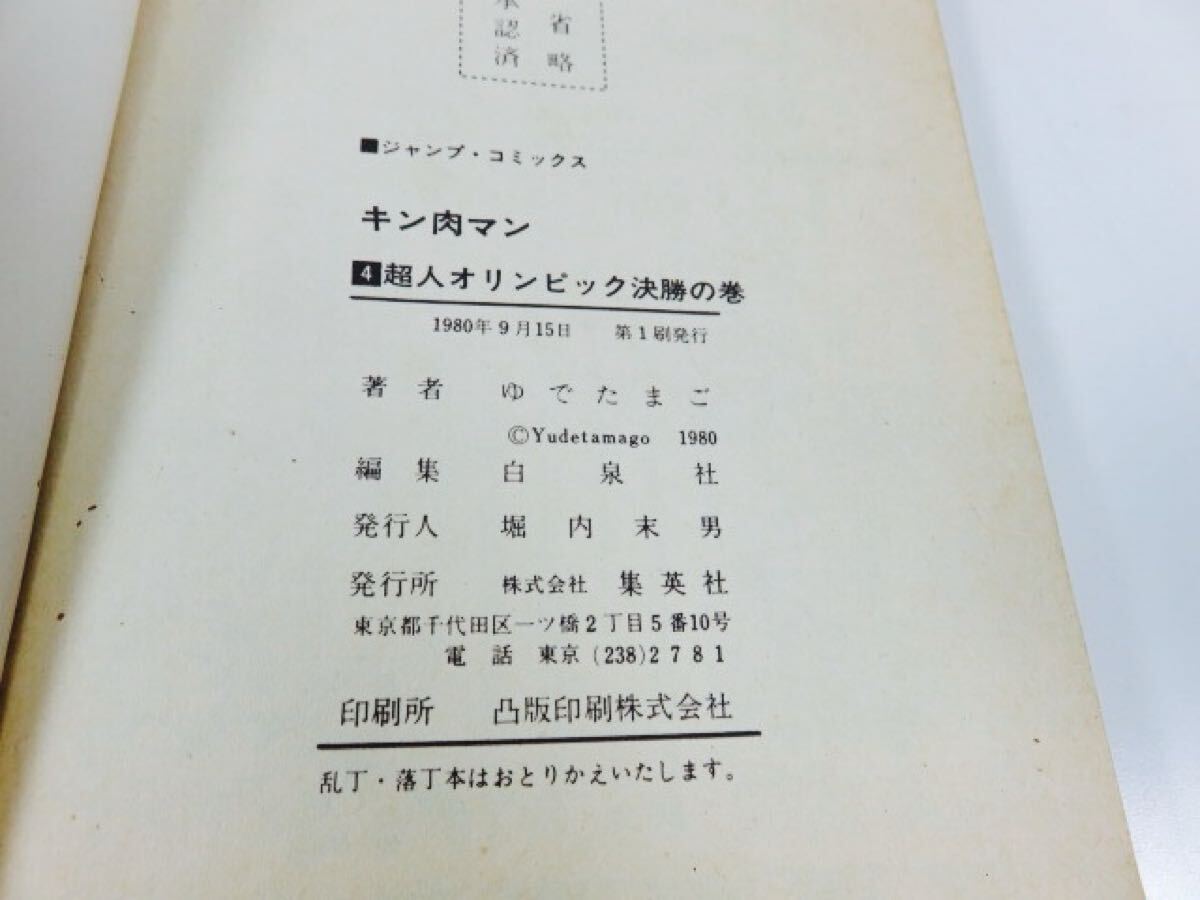 省略
承認済
■ジャンプ・コミックス
キン肉マン
4超人オリンピック決勝の巻
1980年9月15日 第1刷発行
著者 ゆでたまご
©Yudetamago 1980
編集 白泉社
発行人 堀内末男
発行所 株式会社 集英社
東京都千代田区一ツ橋2丁目5番10号
電話 東京(238)2781
印刷所 凸版印刷株式会社
乱丁・落丁本はおとりかえいたします。